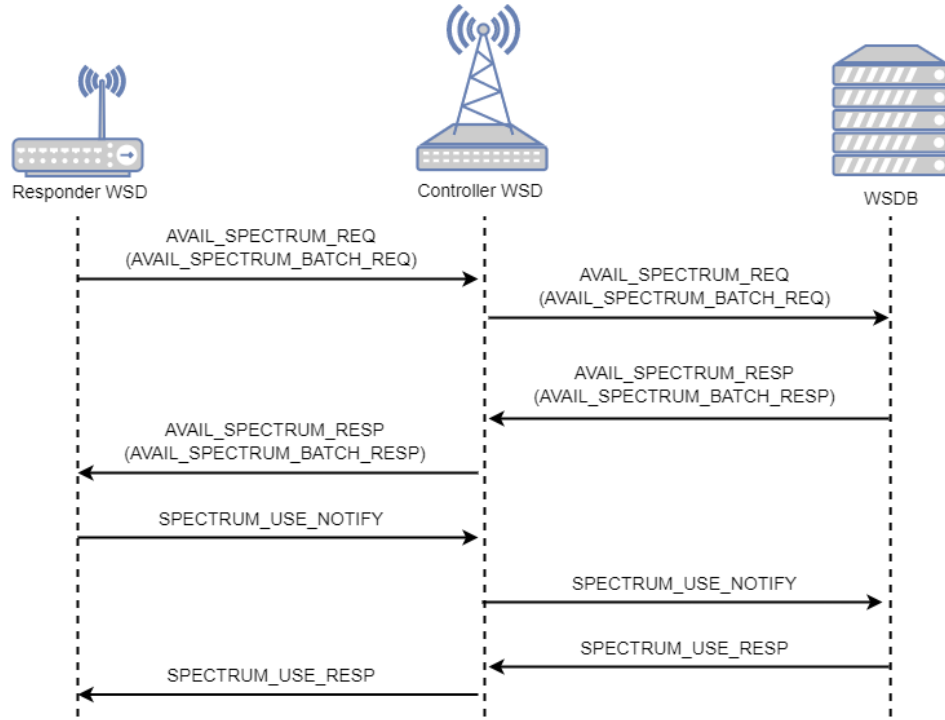 Responder WSD
Controller WSD
WSDB
AVAIL_SPECTRUM_REQ
(AVAIL_SPECTRUM_BATCH_REQ)
AVAIL_SPECTRUM_REQ
(AVAIL_SPECTRUM_BATCH_REQ)
AVAIL_SPECTRUM_RESP
(AVAIL_SPECTRUM_BATCH_RESP)
AVAIL_SPECTRUM_RESP
(AVAIL_SPECTRUM_BATCH_RESP)
SPECTRUM_USE_NOTIFY
SPECTRUM_USE_NOTIFY
SPECTRUM_USE_RESP
SPECTRUM_USE_RESP